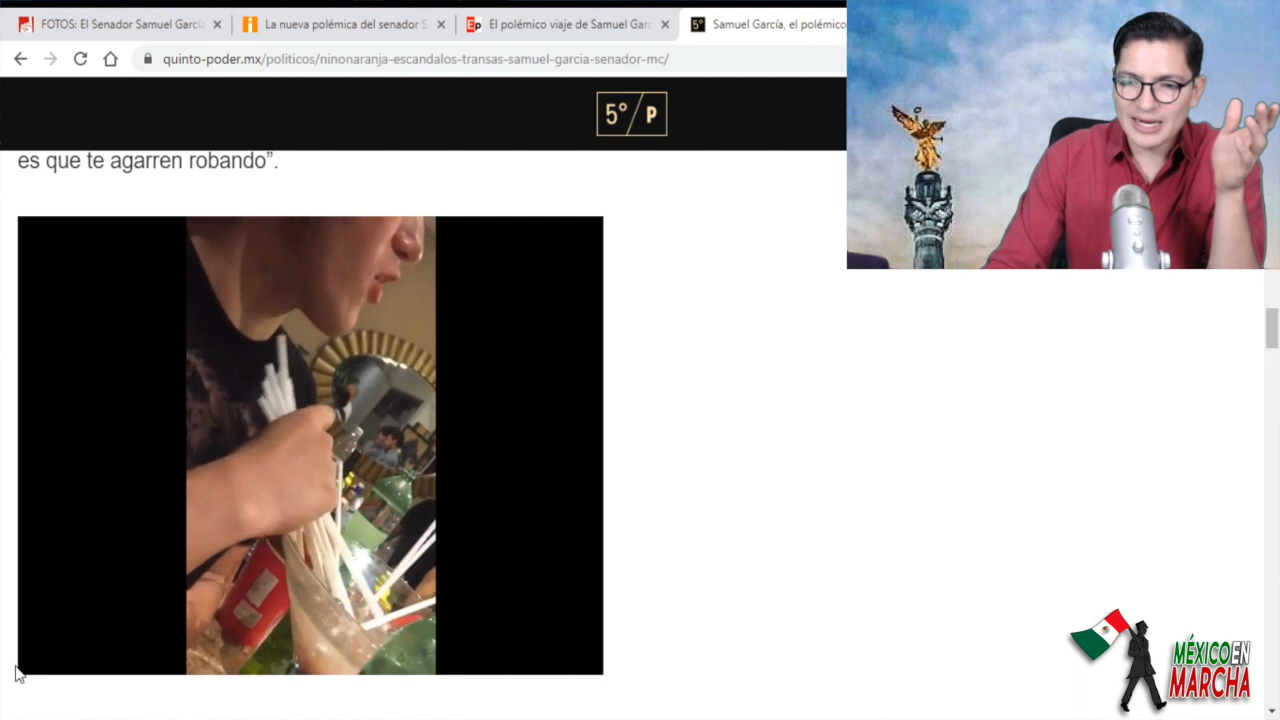 FOTOS: El Senador Samuel Garcí
La nueva polémica del senador S
El polémico viaje de Samuel Garc
Samuel García, el polémico
quinto-poder.mx/politicos/ninonaranja-escandalos-transas-samuel-garcia-senador-mc/
5°/P
es que te agarren robando”.
MÉXICO EN
MARCHA